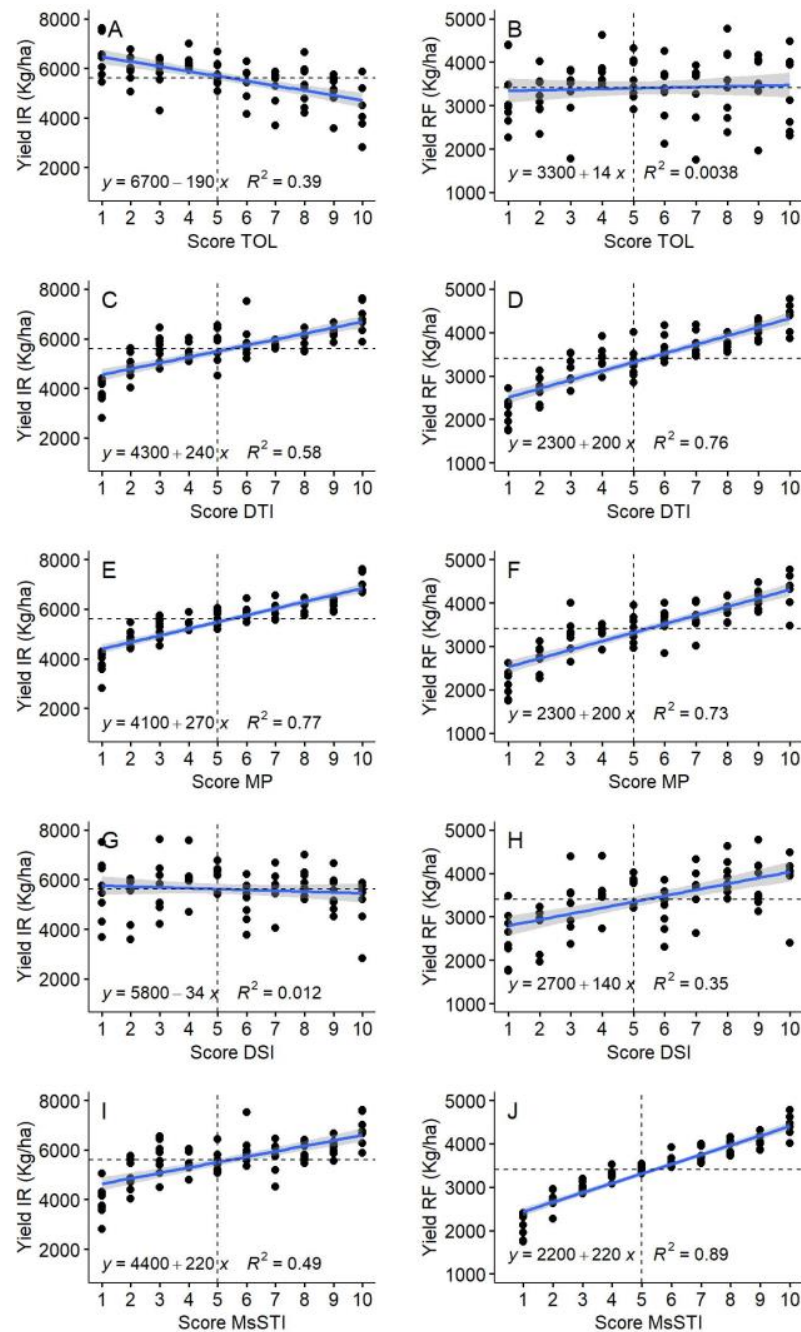 A
Yield IR (Kg/ha)
8000
6000
4000
2000
y = 6700 − 190 x R² = 0.39
1 2 3 4 5 6 7 8 9 10
Score TOL
B
Yield RF (Kg/ha)
5000
4000
3000
2000
1000
y = 3300 + 14 x R² = 0.0038
1 2 3 4 5 6 7 8 9 10
Score TOL
C
Yield IR (Kg/ha)
8000
6000
4000
2000
y = 4300 + 240 x R² = 0.58
1 2 3 4 5 6 7 8 9 10
Score DTI
D
Yield RF (Kg/ha)
5000
4000
3000
2000
1000
y = 2300 + 200 x R² = 0.76
1 2 3 4 5 6 7 8 9 10
Score DTI
E
Yield IR (Kg/ha)
8000
6000
4000
2000
y = 4100 + 270 x R² = 0.77
1 2 3 4 5 6 7 8 9 10
Score MP
F
Yield RF (Kg/ha)
5000
4000
3000
2000
1000
y = 2300 + 200 x R² = 0.73
1 2 3 4 5 6 7 8 9 10
Score MP
G
Yield IR (Kg/ha)
8000
6000
4000
2000
y = 5800 − 34 x R² = 0.012
1 2 3 4 5 6 7 8 9 10
Score DSI
H
Yield RF (Kg/ha)
5000
4000
3000
2000
1000
y = 2700 + 140 x R² = 0.35
1 2 3 4 5 6 7 8 9 10
Score DSI
I
Yield IR (Kg/ha)
8000
6000
4000
2000
y = 4400 + 220 x R² = 0.49
1 2 3 4 5 6 7 8 9 10
Score MsSTI
J
Yield RF (Kg/ha)
5000
4000
3000
2000
1000
y = 2200 + 220 x R² = 0.89
1 2 3 4 5 6 7 8 9 10
Score MsSTI